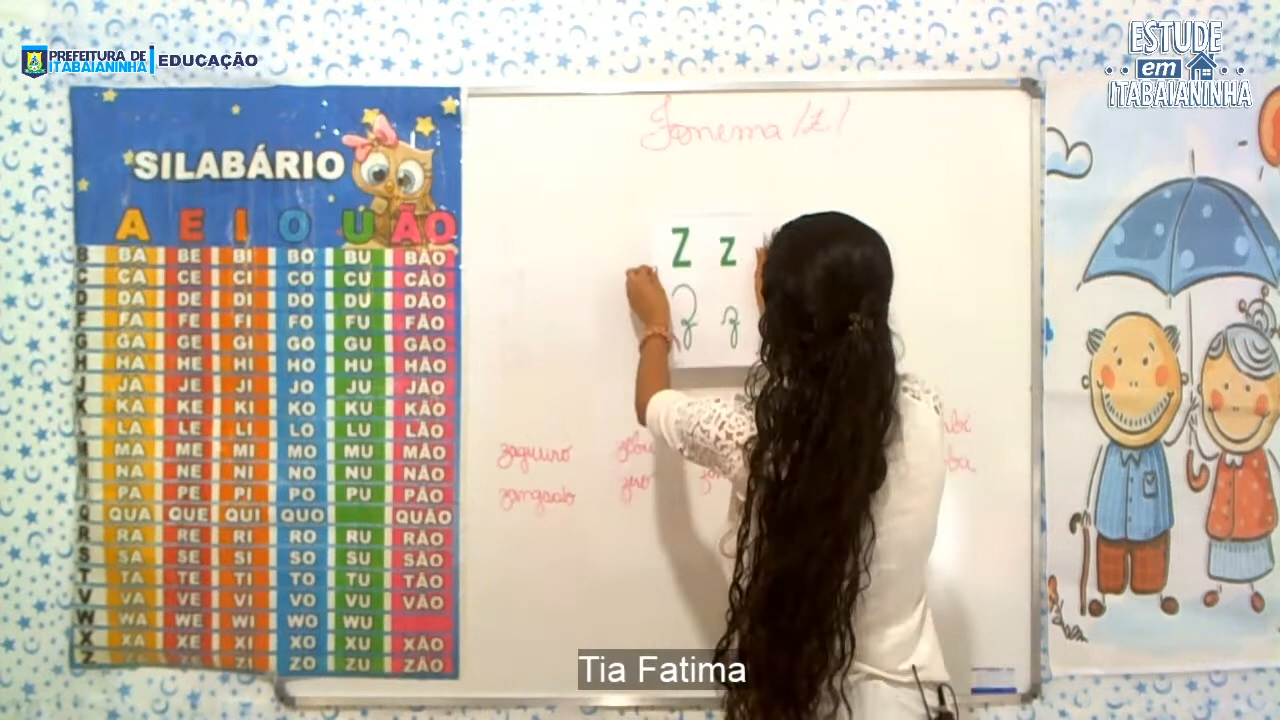 PREFEITURA DE
ITABAIANINHA
EDUCAÇÃO
ESTUDE
em
ITABAIANINHA
SILABÁRIO
A E I O U ÃO
B BA BE BI BO BU BÃO
C CA CE CI CO CU CÃO
D DA DE DI DO DU DÃO
F FA FE FI FO FU FÃO
G GA GE GI GO GU GÃO
H HA HE HI HO HU HÃO
J JA JE JI JO JU JÃO
K KA KE KI KO KU KÃO
L LA LE LI LO LU LÃO
MA ME MI MO MU MÃO
N NA NE NI NO NU NÃO
PA PE PI PO PU PÃO
Q QUA QUE QUI QUO QUÃO
R RA RE RI RO RU RÃO
S SA SE SI SO SU SÃO
T TA TE TI TO TU TÃO
V VA VE VI VO VU VÃO
W WA WE WI WO WU
X XA XE XI XO XU XÃO
Z ZI ZO ZU ZÃO
Fonema /z/
Z z
Z z
Tia Fatima